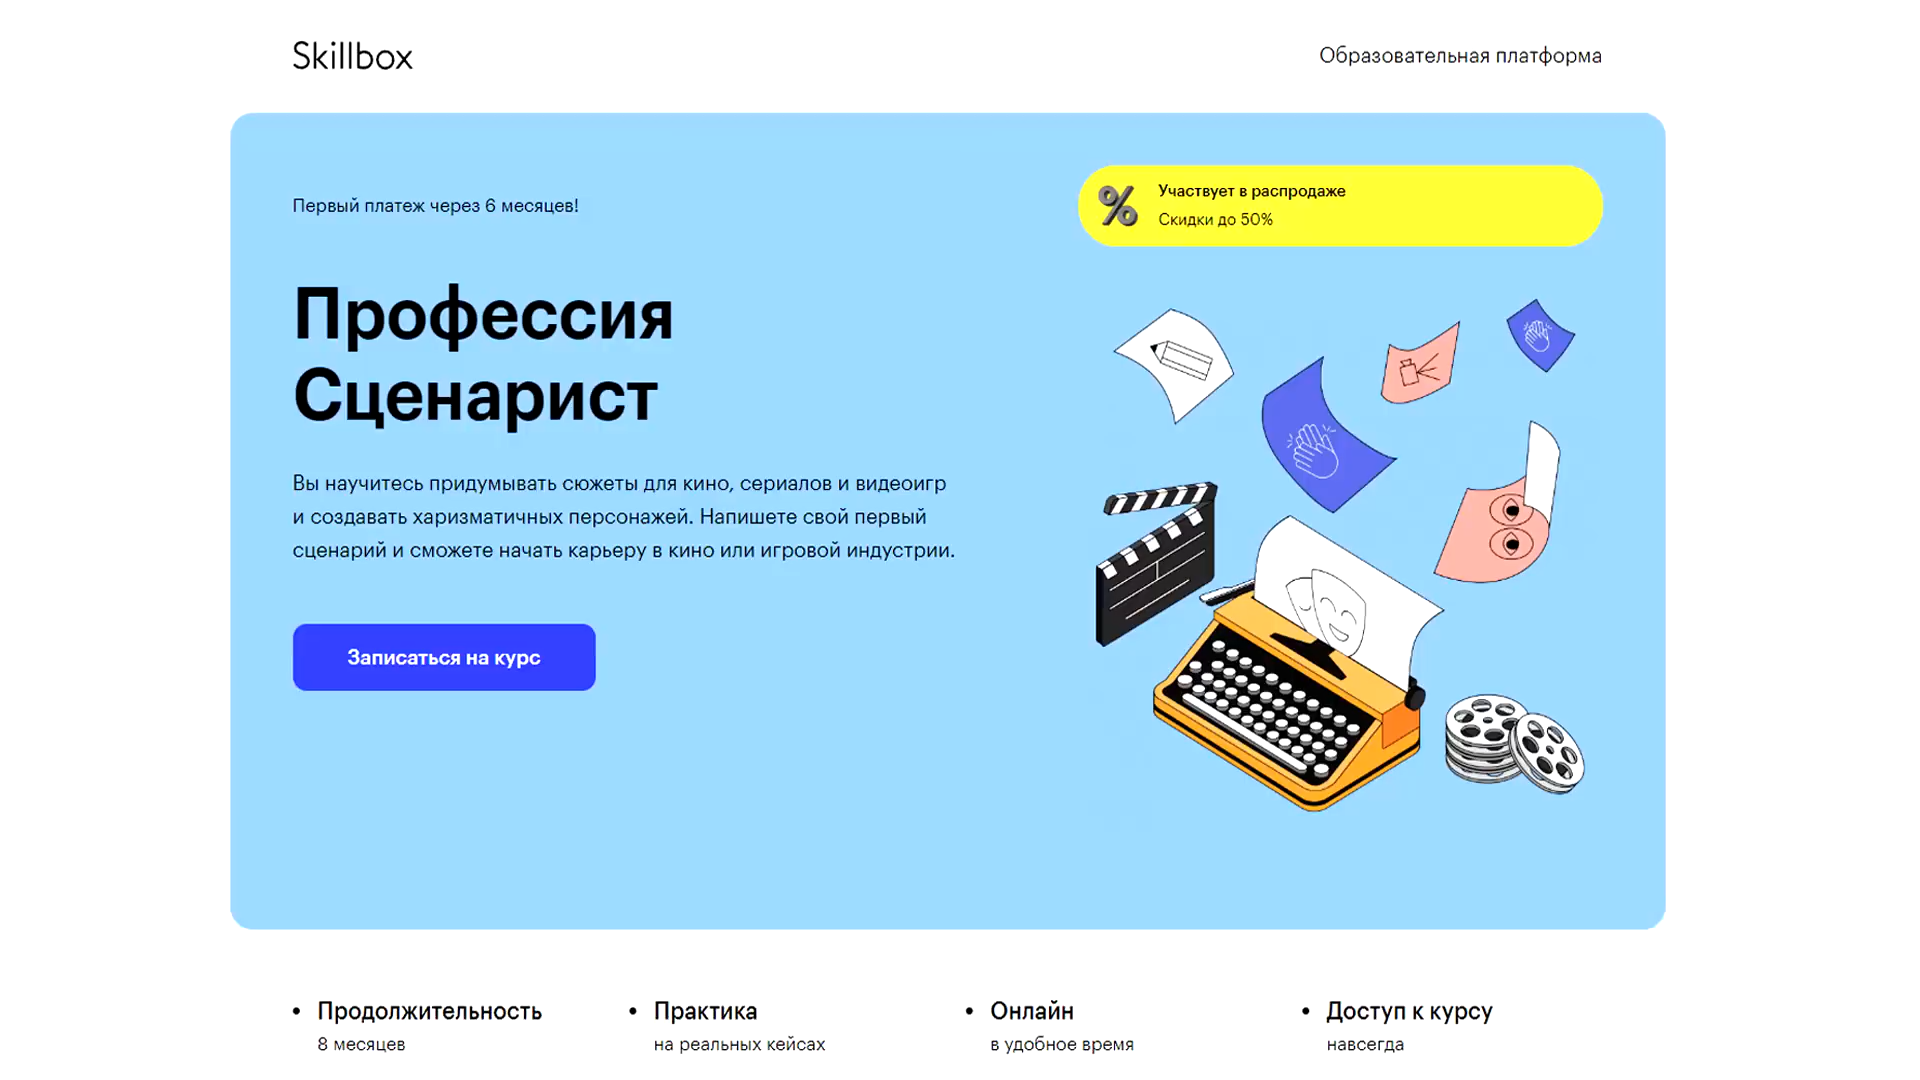 Skillbox
Образовательная платформа
Первый платеж через 6 месяцев!
%
Участвует в распродаже
Скидки до 50%
Профессия
Сценарист
Вы научитесь придумывать сюжеты для кино, сериалов и видеоигр
и создавать харизматичных персонажей. Напишете свой первый
сценарий и сможете начать карьеру в кино или игровой индустрии.
Записаться на курс
• Продолжительность
8 месяцев
• Практика
на реальных кейсах
• Онлайн
в удобное время
• Доступ к курсу
навсегда